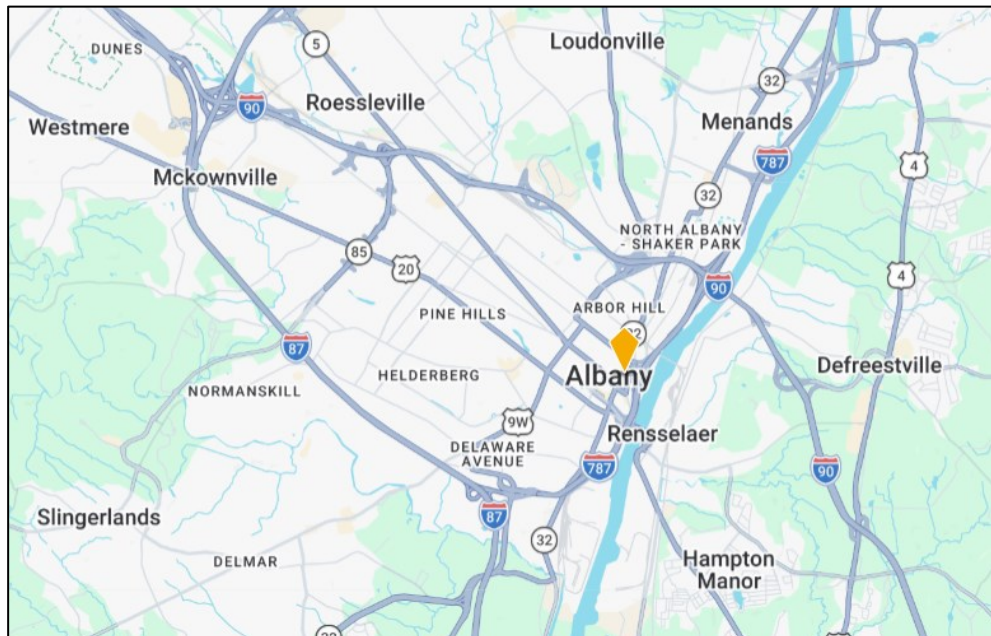 DUNES
5
Loudonville
32
Roessleville
90
Menands
Westmere
787
4
Mckownville
32
NORTH ALBANY
- SHAKER PARK
85
20
4
90
PINE HILLS
ARBOR HILL
87
Albany
Defreestville
HELDERBERG
NORMANSKILL
9W
Rensselaer
DELAWARE
AVENUE
787
90
87
Slingerlands
32
DELMAR
Hampton
Manor